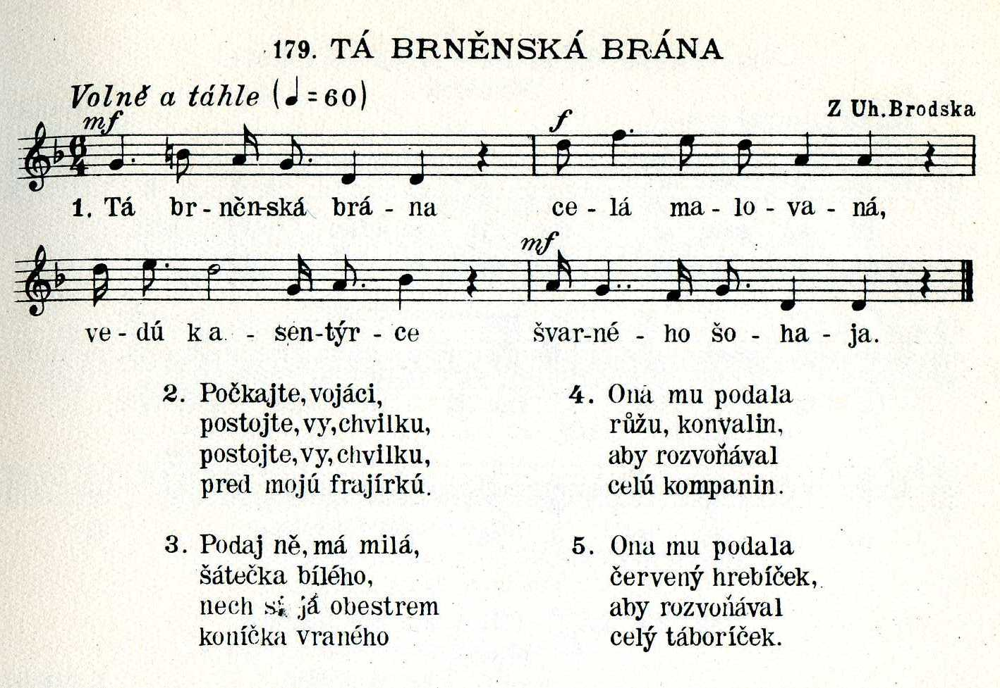 179. TÁ BRNĚNSKÁ BRÁNA
Volně a táhle (♩ = 60)
Z Uh. Brodska
mf f
1. Tá br - něn-ská brá - na ce - lá ma - lo - va - ná,
mf
ve - dú k a - sen-týr - ce švar-né - ho šo - ha - ja.
2. Počkajte, vojáci,
postojte, vy, chvilku,
postojte, vy, chvilku,
pred mojú frajírkú.
3. Podaj ně, má milá,
šátečka bílého,
nech si já obestrem
koníčka vraného
4. Oná mu podala
růžu, konvalin,
aby rozvoňával
celú kompanin.
5. Ona mu podala
červený hrebíček,
aby rozvoňával
celý táboríček.